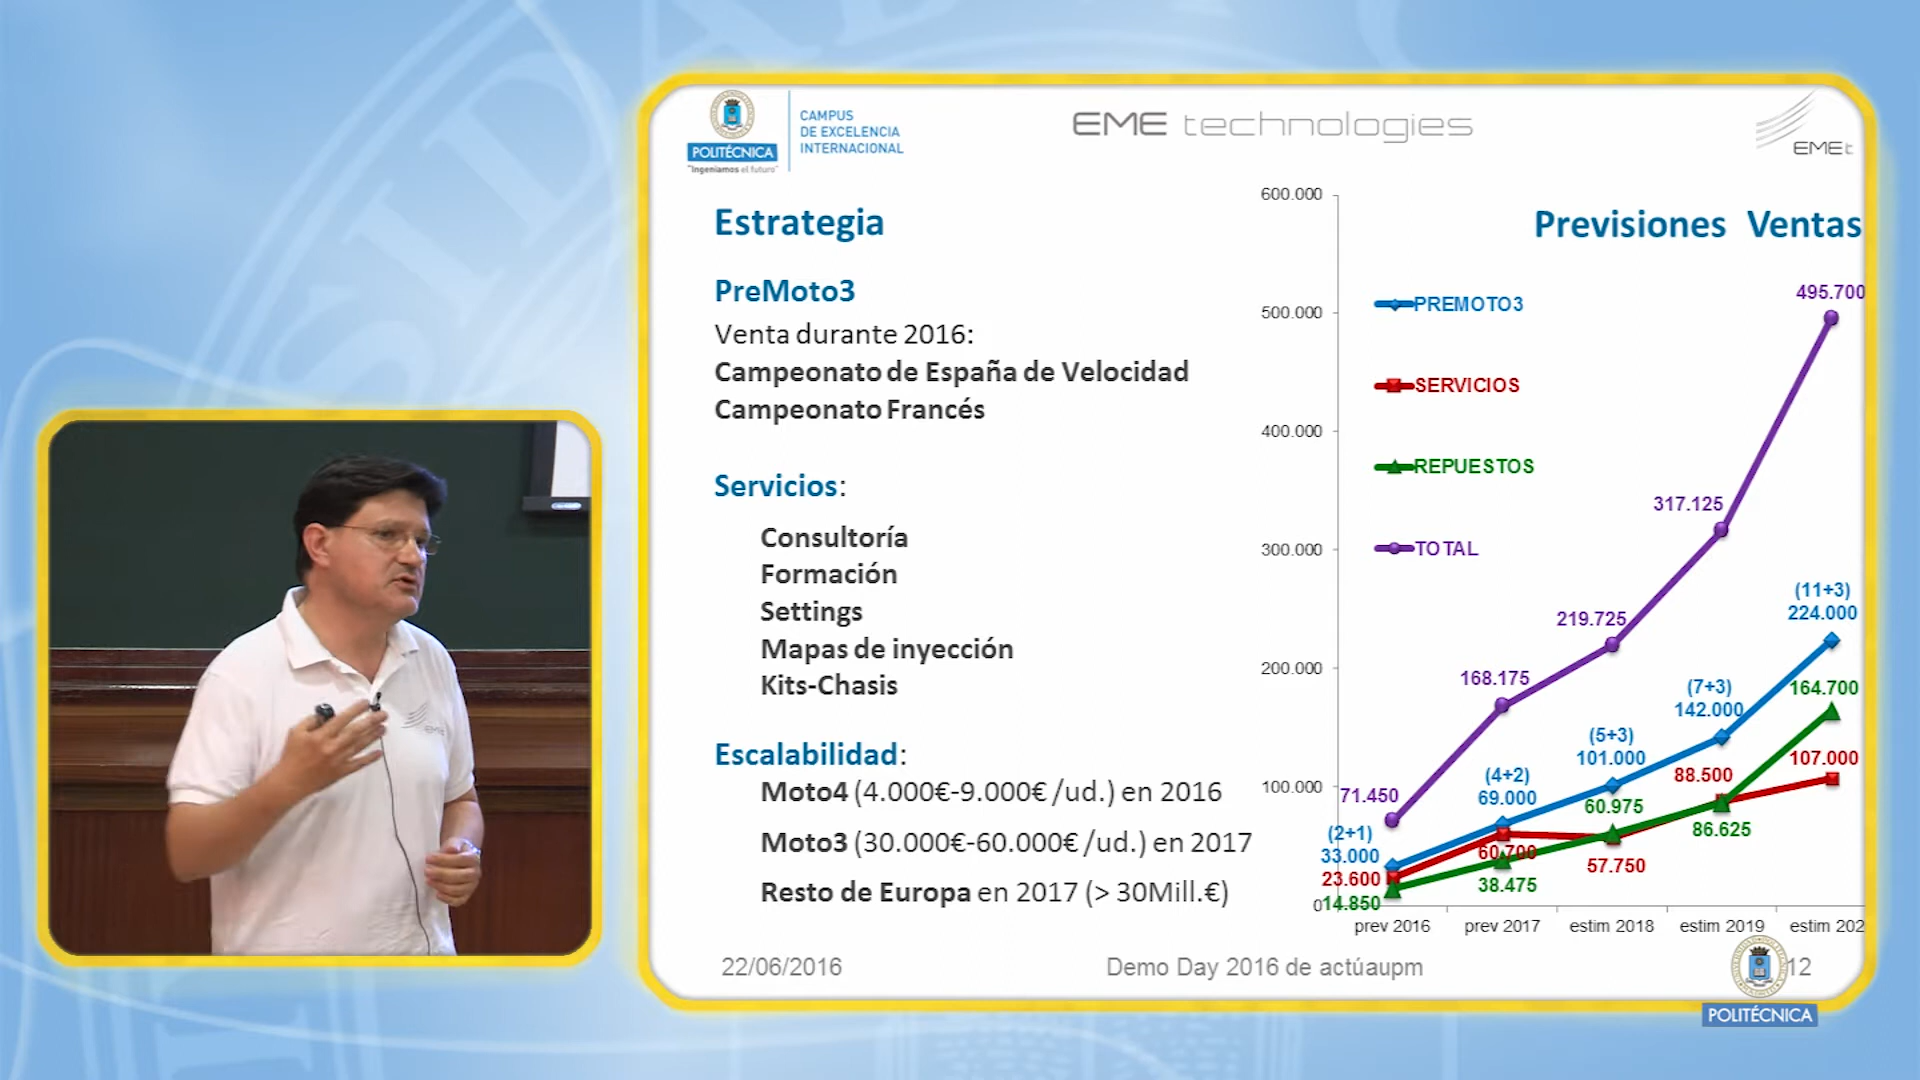 POLITÉCNICA
"Ingeniamos el futuro"
CAMPUS
DE EXCELENCIA
INTERNACIONAL
EME technologies
EMEt
Estrategia
PreMoto3
Venta durante 2016:
Campeonato de España de Velocidad
Campeonato Francés
Servicios:
Consultoría
Formación
Settings
Mapas de inyección
Kits-Chasis
Escalabilidad:
Moto4 (4.000€-9.000€ /ud.) en 2016
Moto3 (30.000€-60.000€ /ud.) en 2017
Resto de Europa en 2017 (> 30Mill.€)
Previsiones Ventas
600.000
500.000
400.000
300.000
200.000
100.000
0
PREMOTO3
SERVICIOS
REPUESTOS
TOTAL
71.450
168.175
219.725
317.125
495.700
(2+1)
33.000
(4+2)
69.000
(5+3)
101.000
(7+3)
142.000
(11+3)
224.000
23.600
60.700
57.750
88.500
107.000
14.850
38.475
60.975
86.625
164.700
prev 2016
prev 2017
estim 2018
estim 2019
estim 202
22/06/2016
Demo Day 2016 de actúaupm
12
POLITÉCNICA